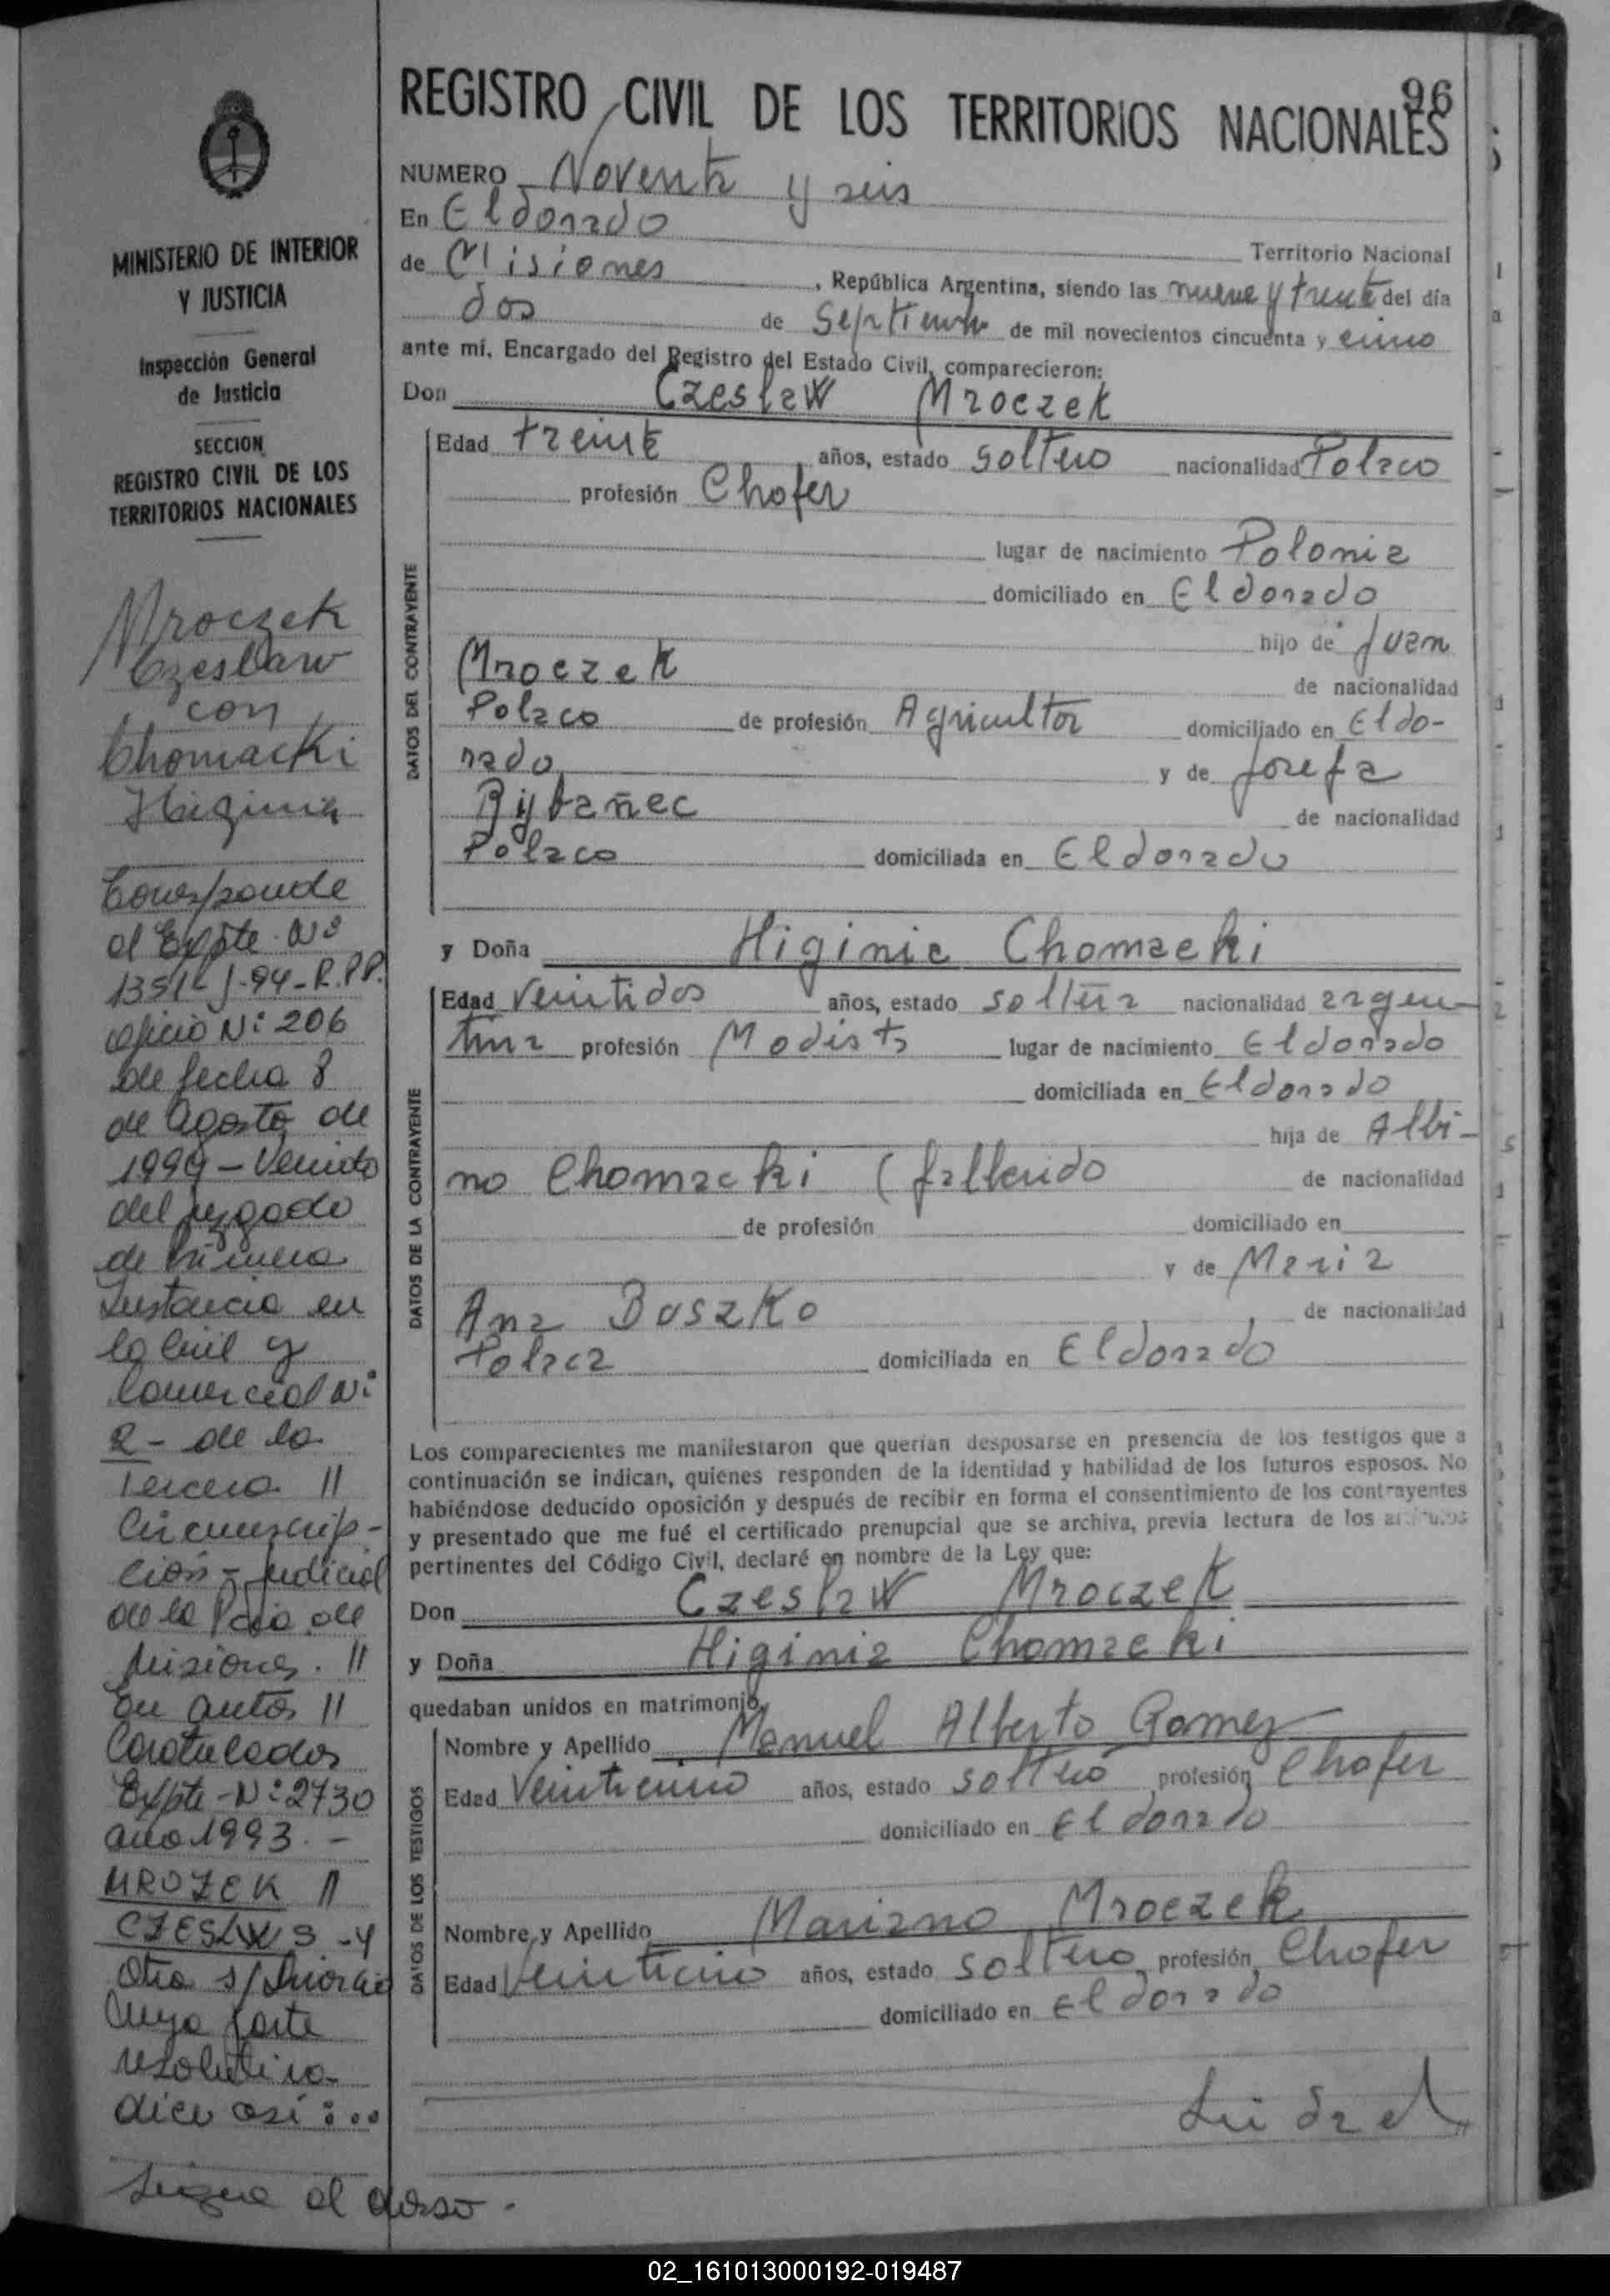 96
REGISTRO CIVIL DE LOS TERRITORIOS NACIONALES
NUMERO Noventa y seis
En Eldorado
Territorio Nacional
de Misiones, República Argentina, siendo las nueve y treinta del día
dos de Septiembre de mil novecientos cincuenta y cinco
ante mí, Encargado del Registro del Estado Civil, comparecieron:
Don Czeslaw Mroczek
DATOS DEL CONTRAYENTE
Edad treinta años, estado soltero nacionalidad Polaco
profesión Chofer
lugar de nacimiento Polonia
domiciliado en Eldorado
hijo de Juan
Mroczek
de nacionalidad
Polaco de profesión Agricultor domiciliado en Eldo-
rado y de Josefa
Rybañec
de nacionalidad
Polaco domiciliada en Eldorado
y Doña Higinia Chomacki
DATOS DE LA CONTRAYENTE
Edad Veintidos años, estado soltera nacionalidad argen-
tina profesión Modista lugar de nacimiento Eldorado
domiciliada en Eldorado
hija de Albi-
no Chomacki (fallecido
de nacionalidad
de profesión domiciliado en
y de Maria
Ana Buszko
de nacionalidad
Polaca domiciliada en Eldorado
Los comparecientes me manifestaron que querían desposarse en presencia de los testigos que a
continuación se indican, quienes responden de la identidad y habilidad de los futuros esposos. No
habiéndose deducido oposición y después de recibir en forma el consentimiento de los contrayentes
y presentado que me fué el certificado prenupcial que se archiva, previa lectura de los artículos
pertinentes del Código Civil, declaré en nombre de la Ley que:
Don Czeslaw Mroczek
y Doña Higinia Chomacki
quedaban unidos en matrimonio,
DATOS DE LOS TESTIGOS
Nombre y Apellido Manuel Alberto Gomez
Edad Veinticinco años, estado soltero profesión Chofer
domiciliado en Eldorado
Nombre y Apellido Mariano Mroczek
Edad Veinticinco años, estado soltero profesión Chofer
domiciliado en Eldorado
MINISTERIO DE INTERIOR
Y JUSTICIA
Inspección General
de Justicia
SECCION
REGISTRO CIVIL DE LOS
TERRITORIOS NACIONALES
Mroczek
Czeslaw
con
Chomacki
Higinia
Corresponde
al Expte. Nº
J-94-R.P.P.
oficio Nº 206
de fecha 8
de Agosto de
1994 - Venido
del juzgado
de Primera
Instancia en
lo Civil y
Comercial Nº
2 - de la
Tercera //
Circunscrip-
ción - judicial
de la Pcia. de
Misiones. //
En autos //
Caratulados
Expte-Nº 2730
año 1993. -
MROZEK //
CZESLWS -y
Otra s/Divorcio
Cuya parte
resolutiva
dice así:...
Sigue al dorso -
02_161013000192-019487